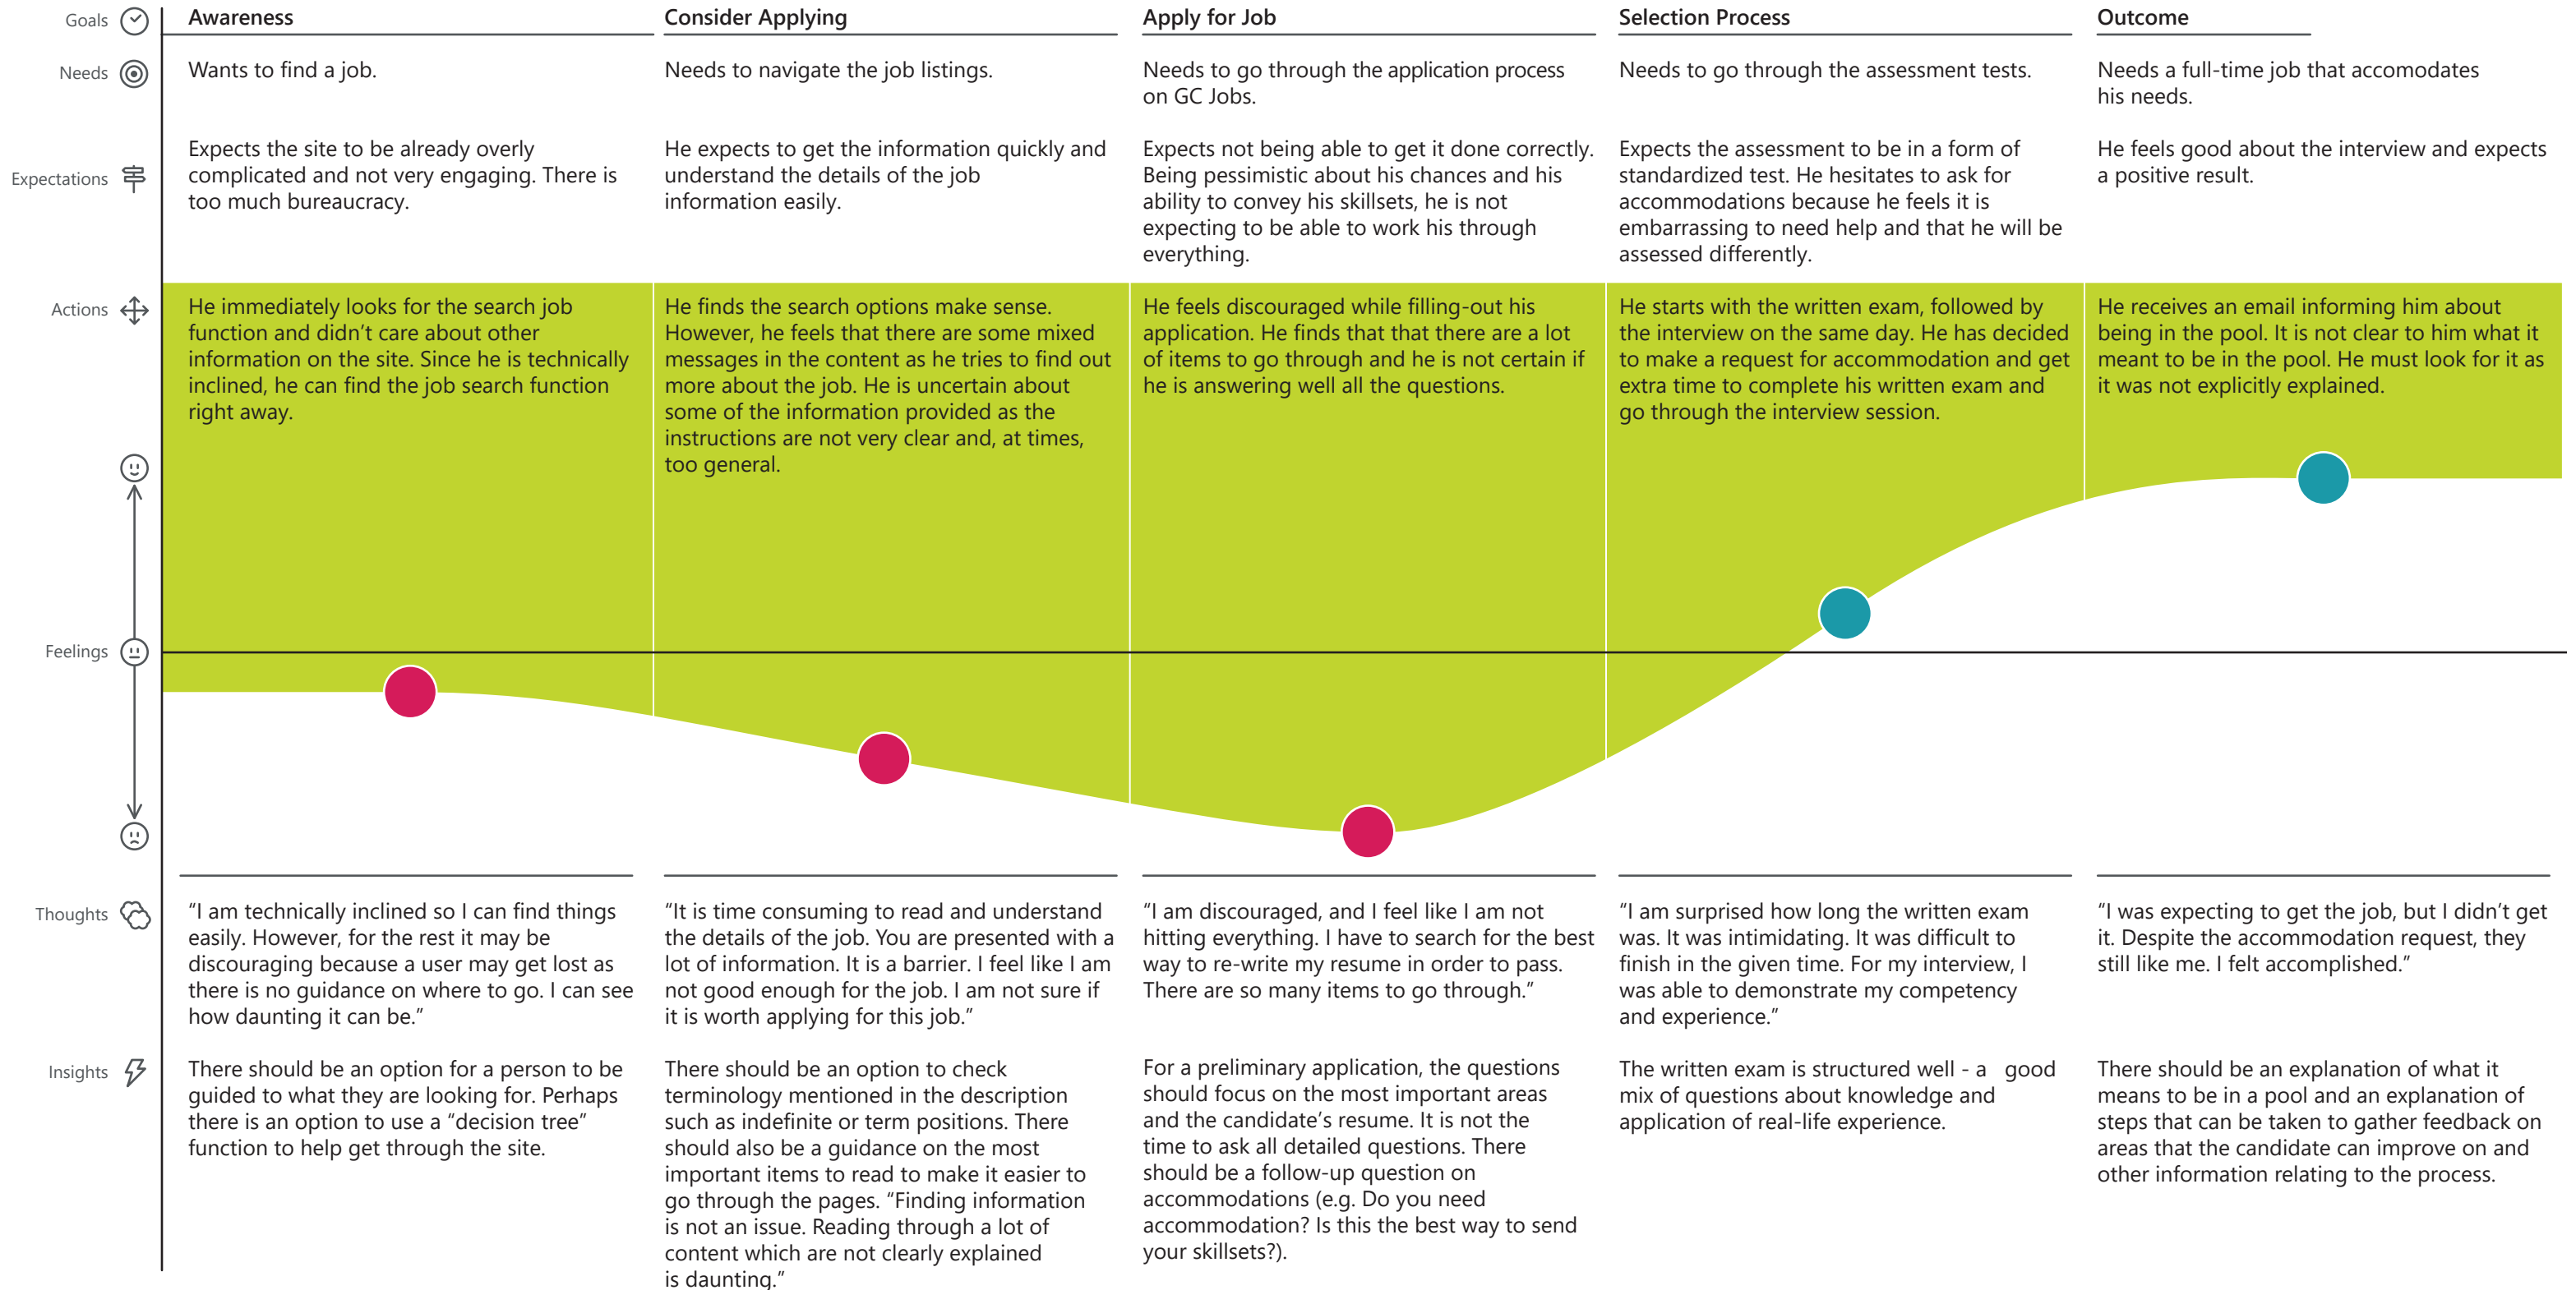 Goals
Awareness
Consider Applying
Apply for Job
Selection Process
Outcome
Needs
Wants to find a job.
Needs to navigate the job listings.
Needs to go through the application process
on GC Jobs.
Needs to go through the assessment tests.
Needs a full-time job that accomodates
his needs.
Expectations
Expects the site to be already overly
complicated and not very engaging. There is
too much bureaucracy.
He expects to get the information quickly and
understand the details of the job
information easily.
Expects not being able to get it done correctly.
Being pessimistic about his chances and his
ability to convey his skillsets, he is not
expecting to be able to work his through
everything.
Expects the assessment to be in a form of
standardized test. He hesitates to ask for
accommodations because he feels it is
embarrassing to need help and that he will be
assessed differently.
He feels good about the interview and expects
a positive result.
Actions
He immediately looks for the search job
function and didn’t care about other
information on the site. Since he is technically
inclined, he can find the job search function
right away.
He finds the search options make sense.
However, he feels that there are some mixed
messages in the content as he tries to find out
more about the job. He is uncertain about
some of the information provided as the
instructions are not very clear and, at times,
too general.
He feels discouraged while filling-out his
application. He finds that that there are a lot
of items to go through and he is not certain if
he is answering well all the questions.
He starts with the written exam, followed by
the interview on the same day. He has decided
to make a request for accommodation and get
extra time to complete his written exam and
go through the interview session.
He receives an email informing him about
being in the pool. It is not clear to him what it
meant to be in the pool. He must look for it as
it was not explicitly explained.
Feelings
Thoughts
“I am technically inclined so I can find things
easily. However, for the rest it may be
discouraging because a user may get lost as
there is no guidance on where to go. I can see
how daunting it can be.”
“It is time consuming to read and understand
the details of the job. You are presented with a
lot of information. It is a barrier. I feel like I am
not good enough for the job. I am not sure if
it is worth applying for this job.”
“I am discouraged, and I feel like I am not
hitting everything. I have to search for the best
way to re-write my resume in order to pass.
There are so many items to go through.”
“I am surprised how long the written exam
was. It was intimidating. It was difficult to
finish in the given time. For my interview, I
was able to demonstrate my competency
and experience.”
“I was expecting to get the job, but I didn’t get
it. Despite the accommodation request, they
still like me. I felt accomplished.”
Insights
There should be an option for a person to be
guided to what they are looking for. Perhaps
there is an option to use a “decision tree”
function to help get through the site.
There should be an option to check
terminology mentioned in the description
such as indefinite or term positions. There
should also be a guidance on the most
important items to read to make it easier to
go through the pages. “Finding information
is not an issue. Reading through a lot of
content which are not clearly explained
is daunting.”
For a preliminary application, the questions
should focus on the most important areas
and the candidate’s resume. It is not the
time to ask all detailed questions. There
should be a follow-up question on
accommodations (e.g. Do you need
accommodation? Is this the best way to send
your skillsets?).
The written exam is structured well - a good
mix of questions about knowledge and
application of real-life experience.
There should be an explanation of what it
means to be in a pool and an explanation of
steps that can be taken to gather feedback on
areas that the candidate can improve on and
other information relating to the process.